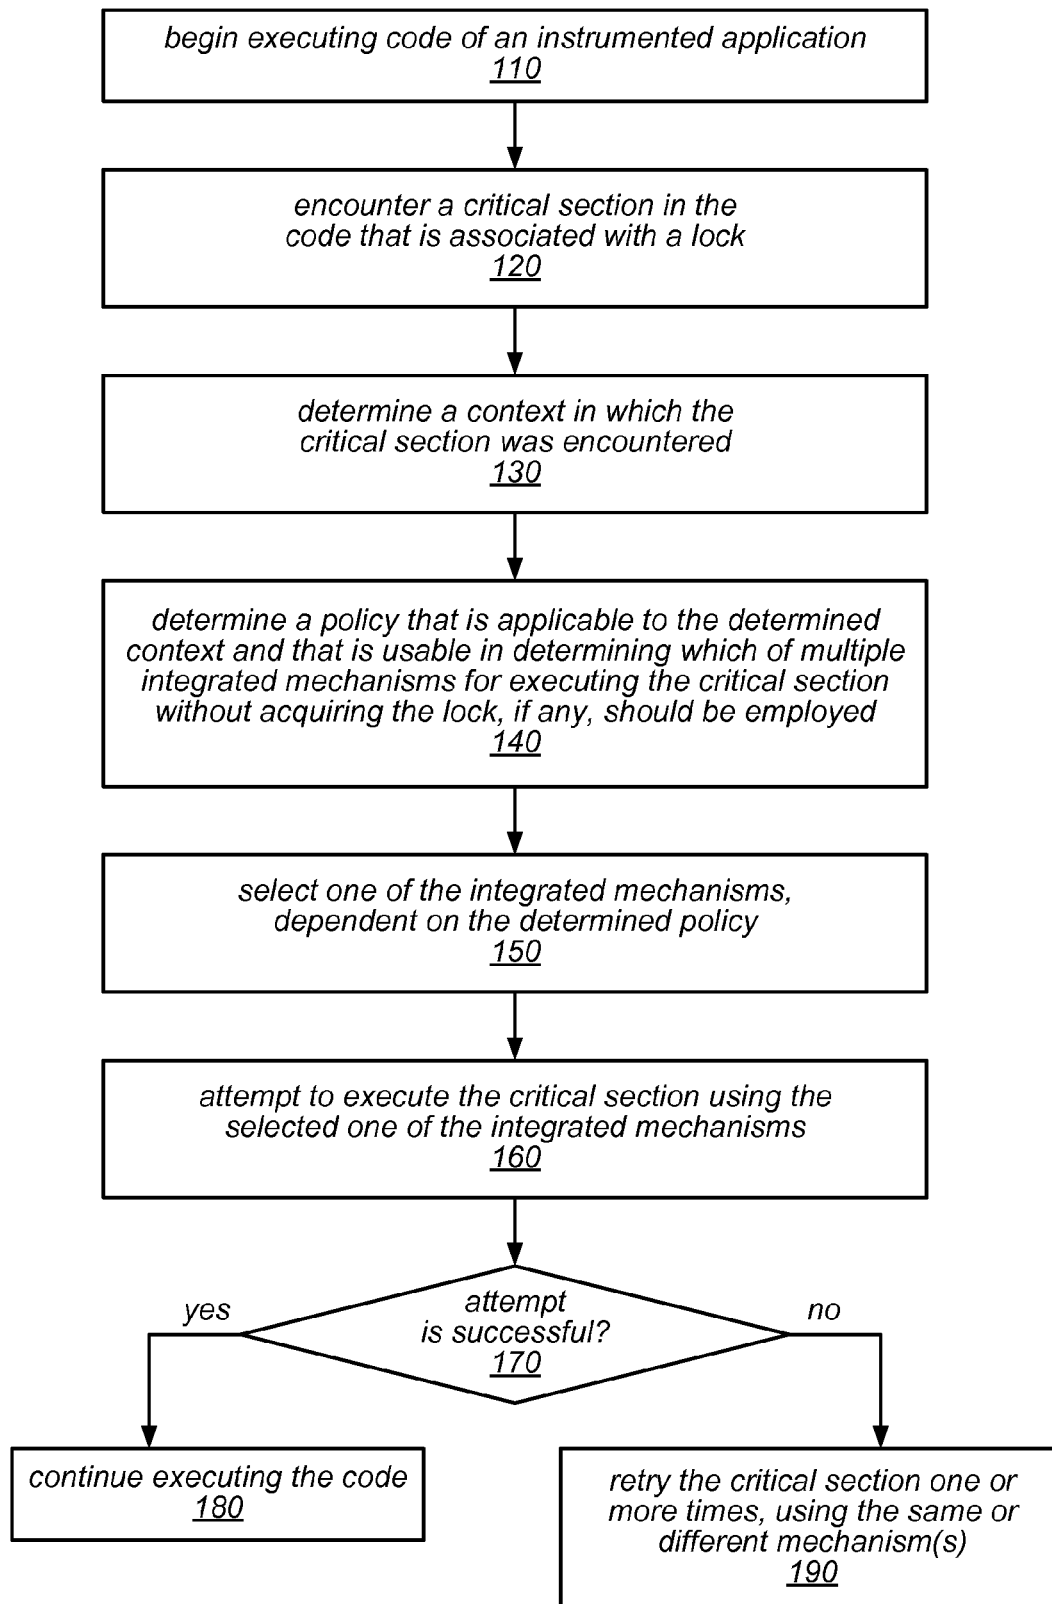 begin executing code of an instrumented application
110
encounter a critical section in the
code that is associated with a lock
120
determine a context in which the
critical section was encountered
130
determine a policy that is applicable to the determined
context and that is usable in determining which of multiple
integrated mechanisms for executing the critical section
without acquiring the lock, if any, should be employed
140
select one of the integrated mechanisms,
dependent on the determined policy
150
attempt to execute the critical section using the
selected one of the integrated mechanisms
160
attempt
is successful?
170
yes
no
continue executing the code
180
retry the critical section one or
more times, using the same or
different mechanism(s)
190